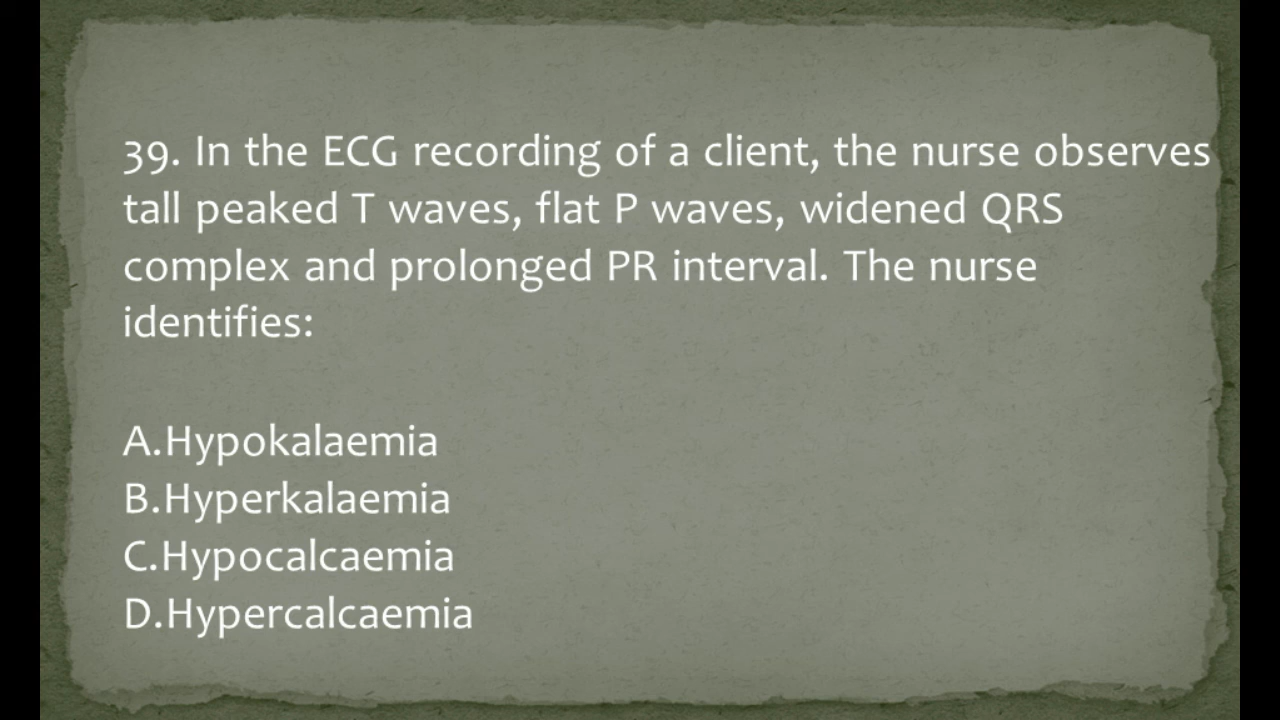 39. In the ECG recording of a client, the nurse observes
tall peaked T waves, flat P waves, widened QRS
complex and prolonged PR interval. The nurse
identifies:
A.Hypokalaemia
B.Hyperkalaemia
C.Hypocalcaemia
D.Hypercalcaemia